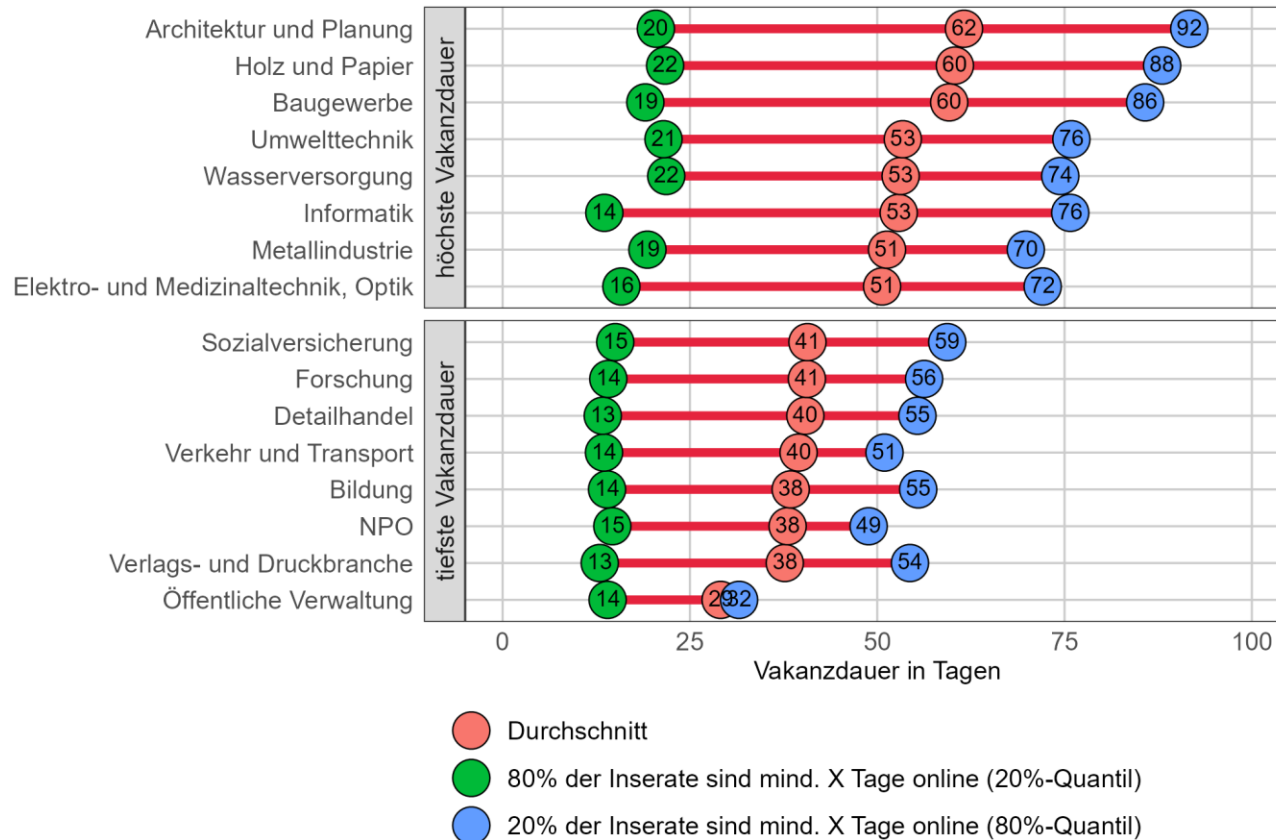 höchste Vakanzdauer
Architektur und Planung 20 62 92
Holz und Papier 22 60 88
Baugewerbe 19 60 86
Umwelttechnik 21 53 76
Wasserversorgung 22 53 74
Informatik 14 53 76
Metallindustrie 19 51 70
Elektro- und Medizinaltechnik, Optik 16 51 72
tiefste Vakanzdauer
Sozialversicherung 15 41 59
Forschung 14 41 56
Detailhandel 13 40 55
Verkehr und Transport 14 40 51
Bildung 14 38 55
NPO 15 38 49
Verlags- und Druckbranche 13 38 54
Öffentliche Verwaltung 14 29 32
0 25 50 75 100
Vakanzdauer in Tagen
Durchschnitt
80% der Inserate sind mind. X Tage online (20%-Quantil)
20% der Inserate sind mind. X Tage online (80%-Quantil)